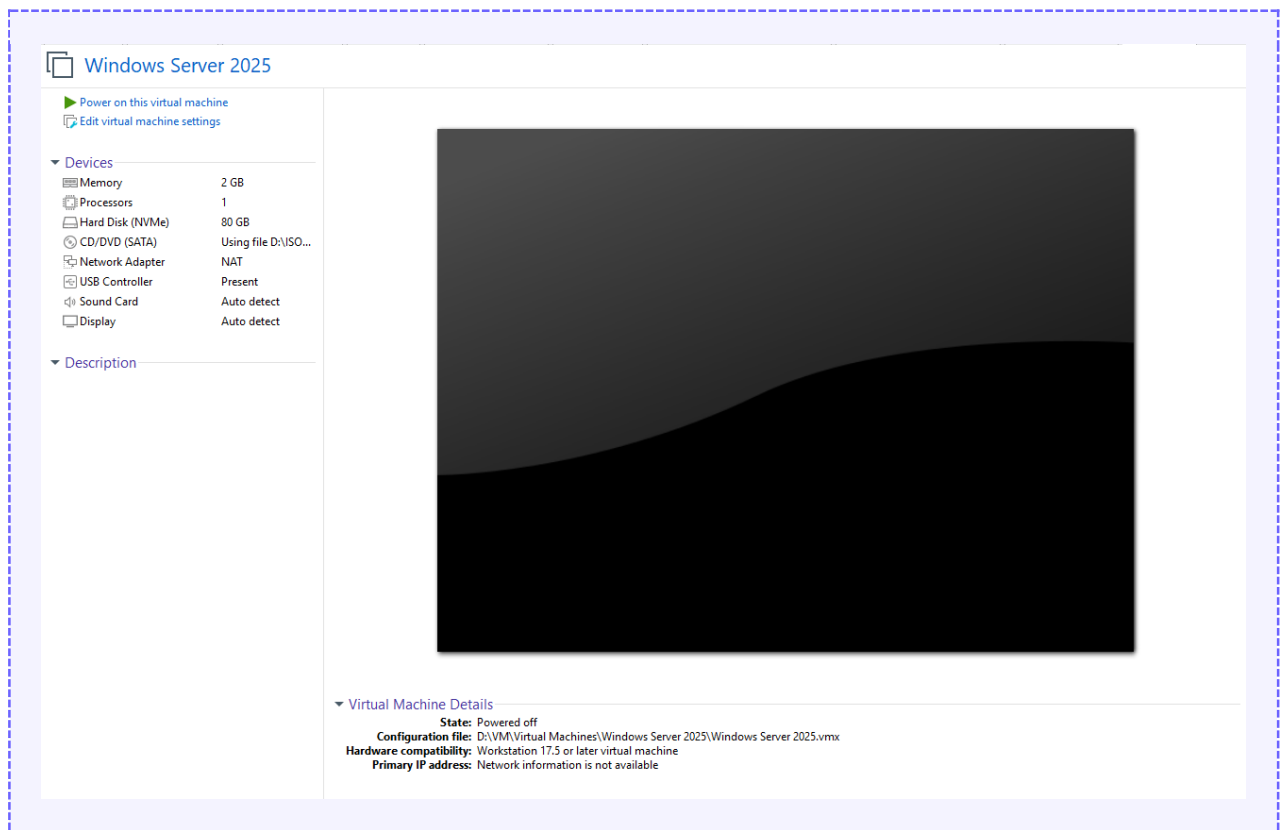 Windows Server 2025
Power on this virtual machine
Edit virtual machine settings
Devices
Memory 2 GB
Processors 1
Hard Disk (NVMe) 80 GB
CD/DVD (SATA) Using file D:\ISO...
Network Adapter NAT
USB Controller Present
Sound Card Auto detect
Display Auto detect
Description
Virtual Machine Details
State: Powered off
Configuration file: D:\VM\Virtual Machines\Windows Server 2025\Windows Server 2025.vmx
Hardware compatibility: Workstation 17.5 or later virtual machine
Primary IP address: Network information is not available